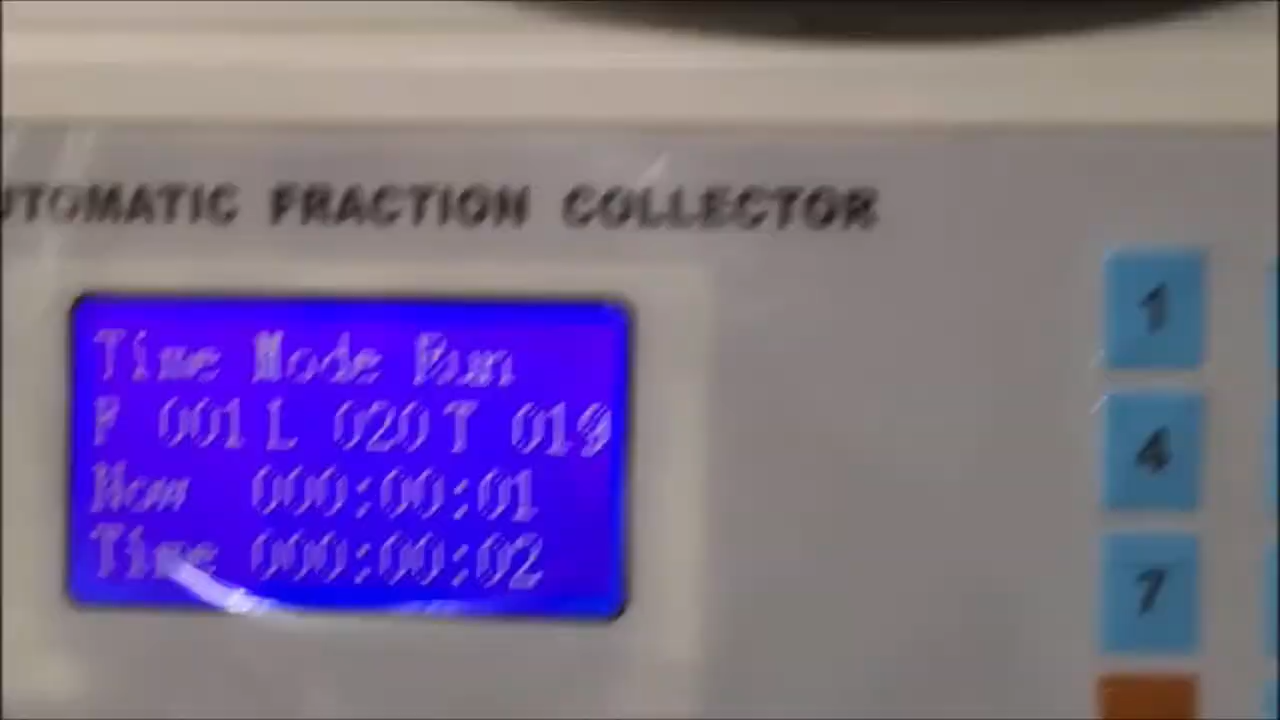 UTOMATIC FRACTION COLLECTOR
Time Mode Run
F 001 L 020 T 019
Now 000:00:01
Time 000:00:02
1
4
7